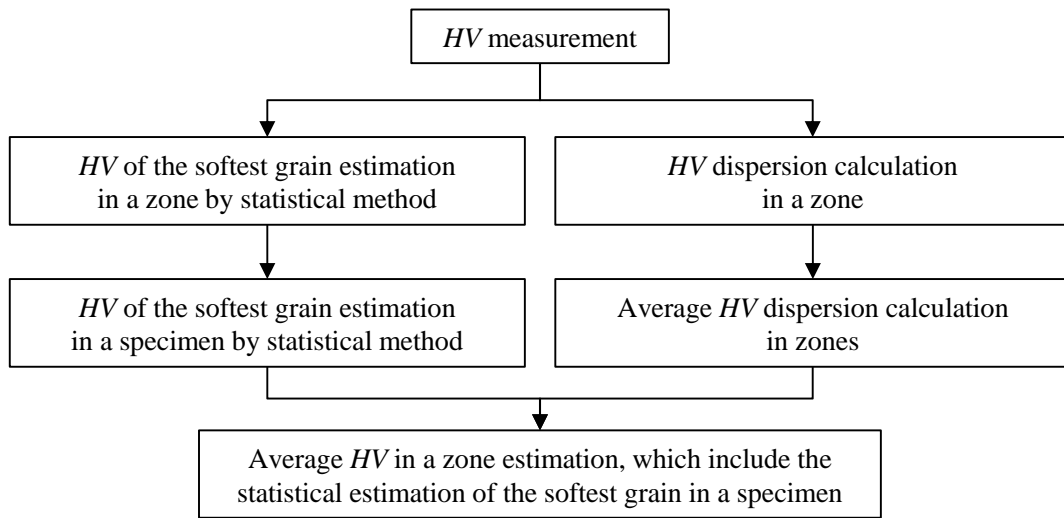 HV measurement
HV of the softest grain estimation
in a zone by statistical method
HV dispersion calculation
in a zone
HV of the softest grain estimation
in a specimen by statistical method
Average HV dispersion calculation
in zones
Average HV in a zone estimation, which include the
statistical estimation of the softest grain in a specimen